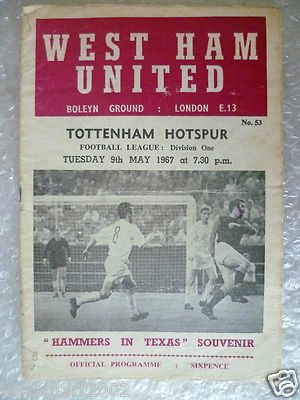 WEST HAM
UNITED
BOLEYN GROUND : LONDON E.13
No. 53
TOTTENHAM HOTSPUR
FOOTBALL LEAGUE : Division One
TUESDAY 9th MAY 1967 at 7.30 p.m.
8
"HAMMERS IN TEXAS" SOUVENIR
OFFICIAL PROGRAMME : SIXPENCE